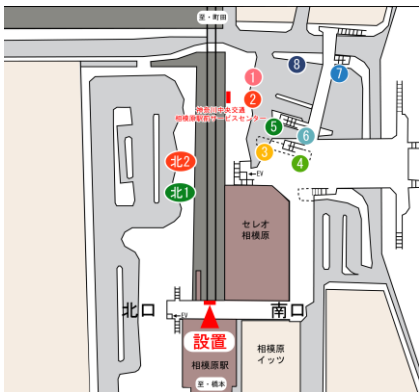 至・町田
1
8
7
2
神奈川中央交通
相模原駅前サービスセンター
5
6
3
4
北2
EV
北1
セレオ
相模原
北口
南口
EV
設置
相模原駅
相模原
イッツ
至・橋本